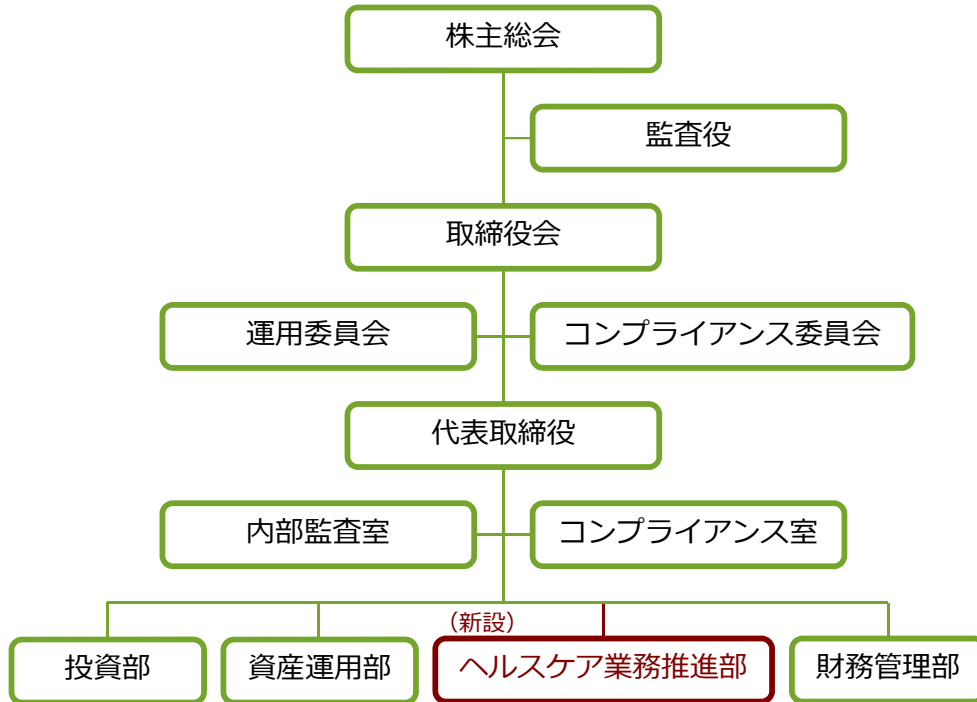 株主総会
監査役
取締役会
運用委員会
コンプライアンス委員会
代表取締役
内部監査室
コンプライアンス室
（新設）
投資部
資産運用部
ヘルスケア業務推進部
財務管理部